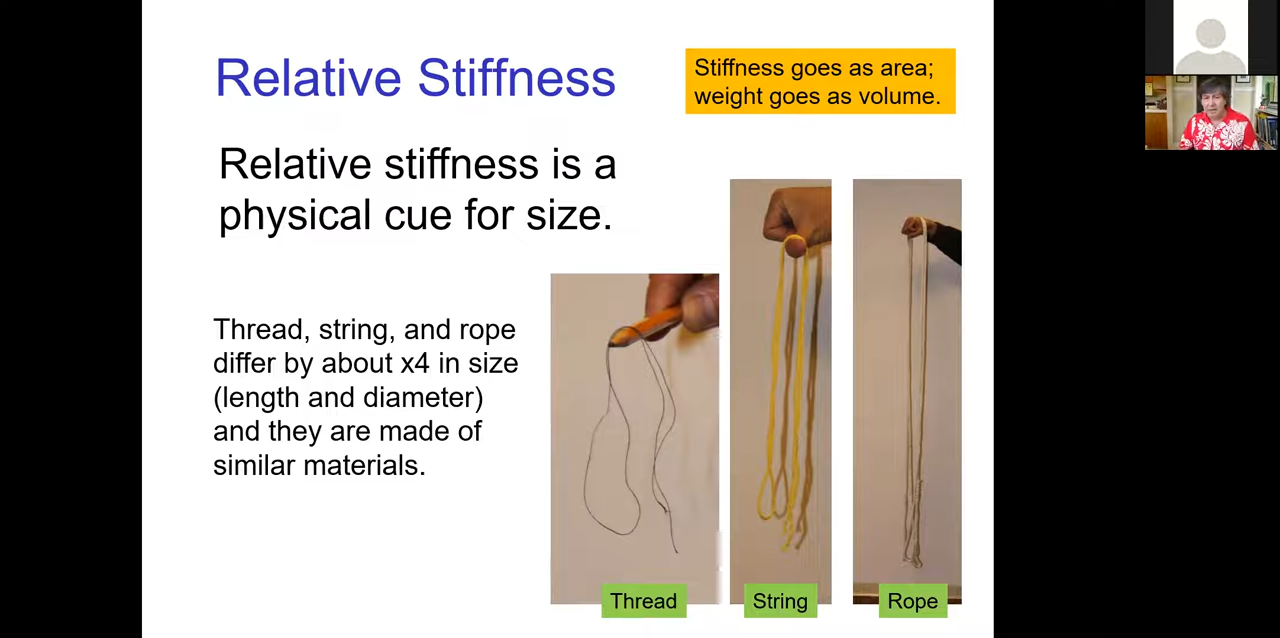 Relative Stiffness
Stiffness goes as area;
weight goes as volume.
Relative stiffness is a
physical cue for size.
Thread, string, and rope
differ by about x4 in size
(length and diameter)
and they are made of
similar materials.
Thread
String
Rope